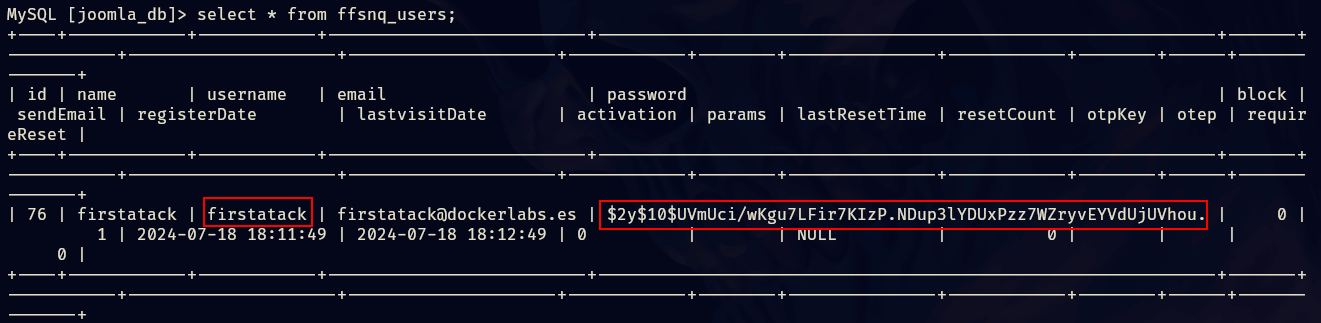 MySQL [joomla_db]> select * from ffsnq_users;
+----+------------+------------+-----------------------+--------------------------------------------------------------+-------+
-----------+---------------------+---------------------+------------+--------+---------------+------------+--------+------+-------
-------+
| id | name       | username   | email                 | password                                                     | block |
 sendEmail | registerDate        | lastvisitDate       | activation | params | lastResetTime | resetCount | otpKey | otep | requir
eReset |
+----+------------+------------+-----------------------+--------------------------------------------------------------+-------+
-----------+---------------------+---------------------+------------+--------+---------------+------------+--------+------+-------
-------+
| 76 | firstatack | firstatack | firstatack@dockerlabs.es | $2y$10$UVmUci/wKgu7LFir7KIzP.NDup3lYDUxPzz7WZryvEYVdUjUVhou. |     0 |
         1 | 2024-07-18 18:11:49 | 2024-07-18 18:12:49 | 0          |        | NULL          |          0 |        |      |
     0 |
+----+------------+------------+-----------------------+--------------------------------------------------------------+-------+
-----------+---------------------+---------------------+------------+--------+---------------+------------+--------+------+-------
-------+